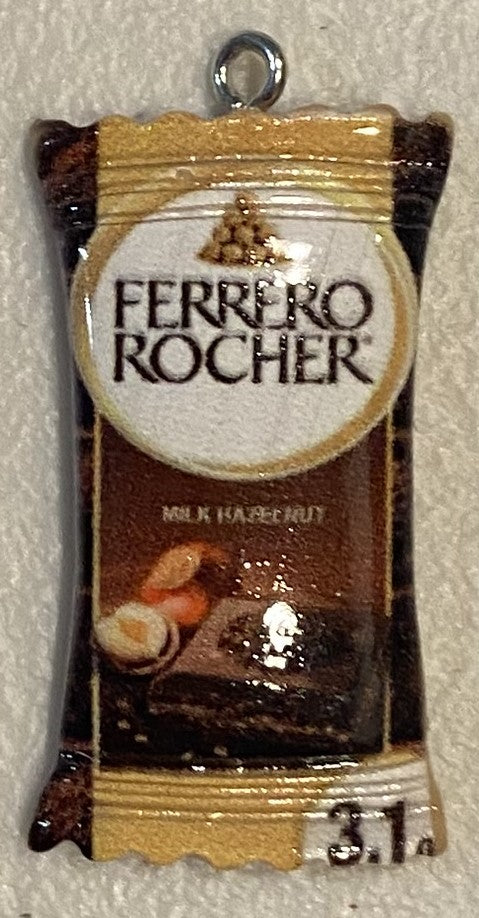 FERRERO
ROCHER
MILK HAZELNUT
3.1